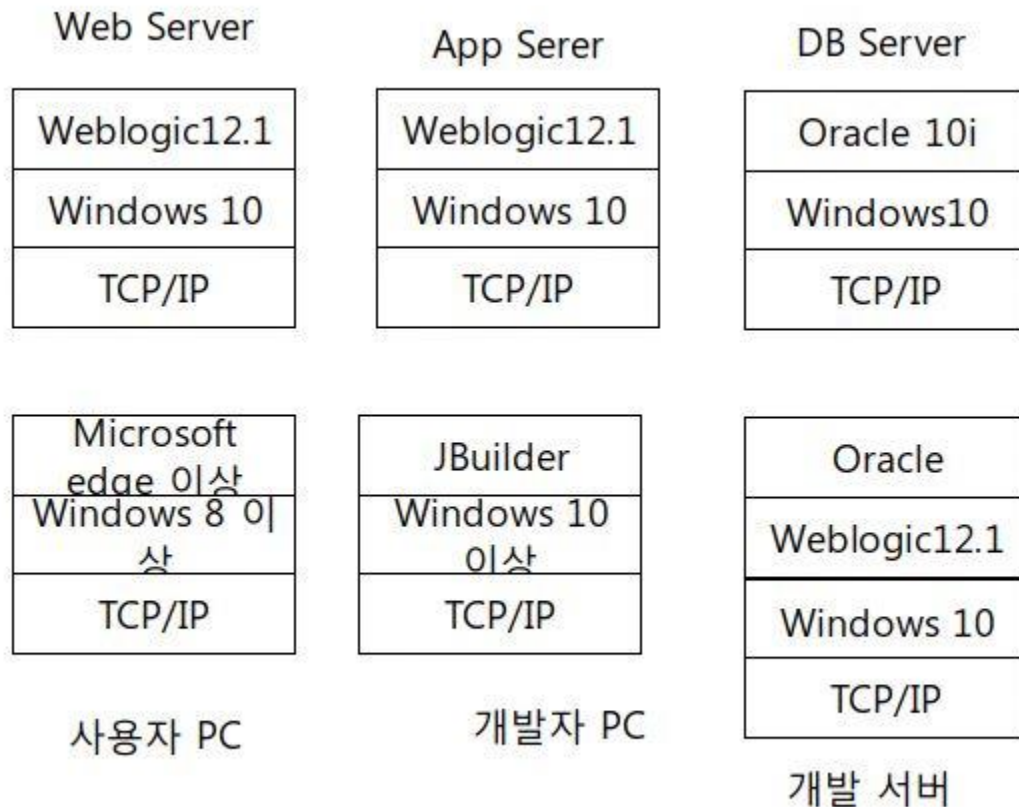 Web Server
App Serer
DB Server
Weblogic12.1
Windows 10
TCP/IP
Weblogic12.1
Windows 10
TCP/IP
Oracle 10i
Windows10
TCP/IP
Microsoft
edge 이상
Windows 8 이
상
TCP/IP
사용자 PC
JBuilder
Windows 10
이상
TCP/IP
개발자 PC
Oracle
Weblogic12.1
Windows 10
TCP/IP
개발 서버